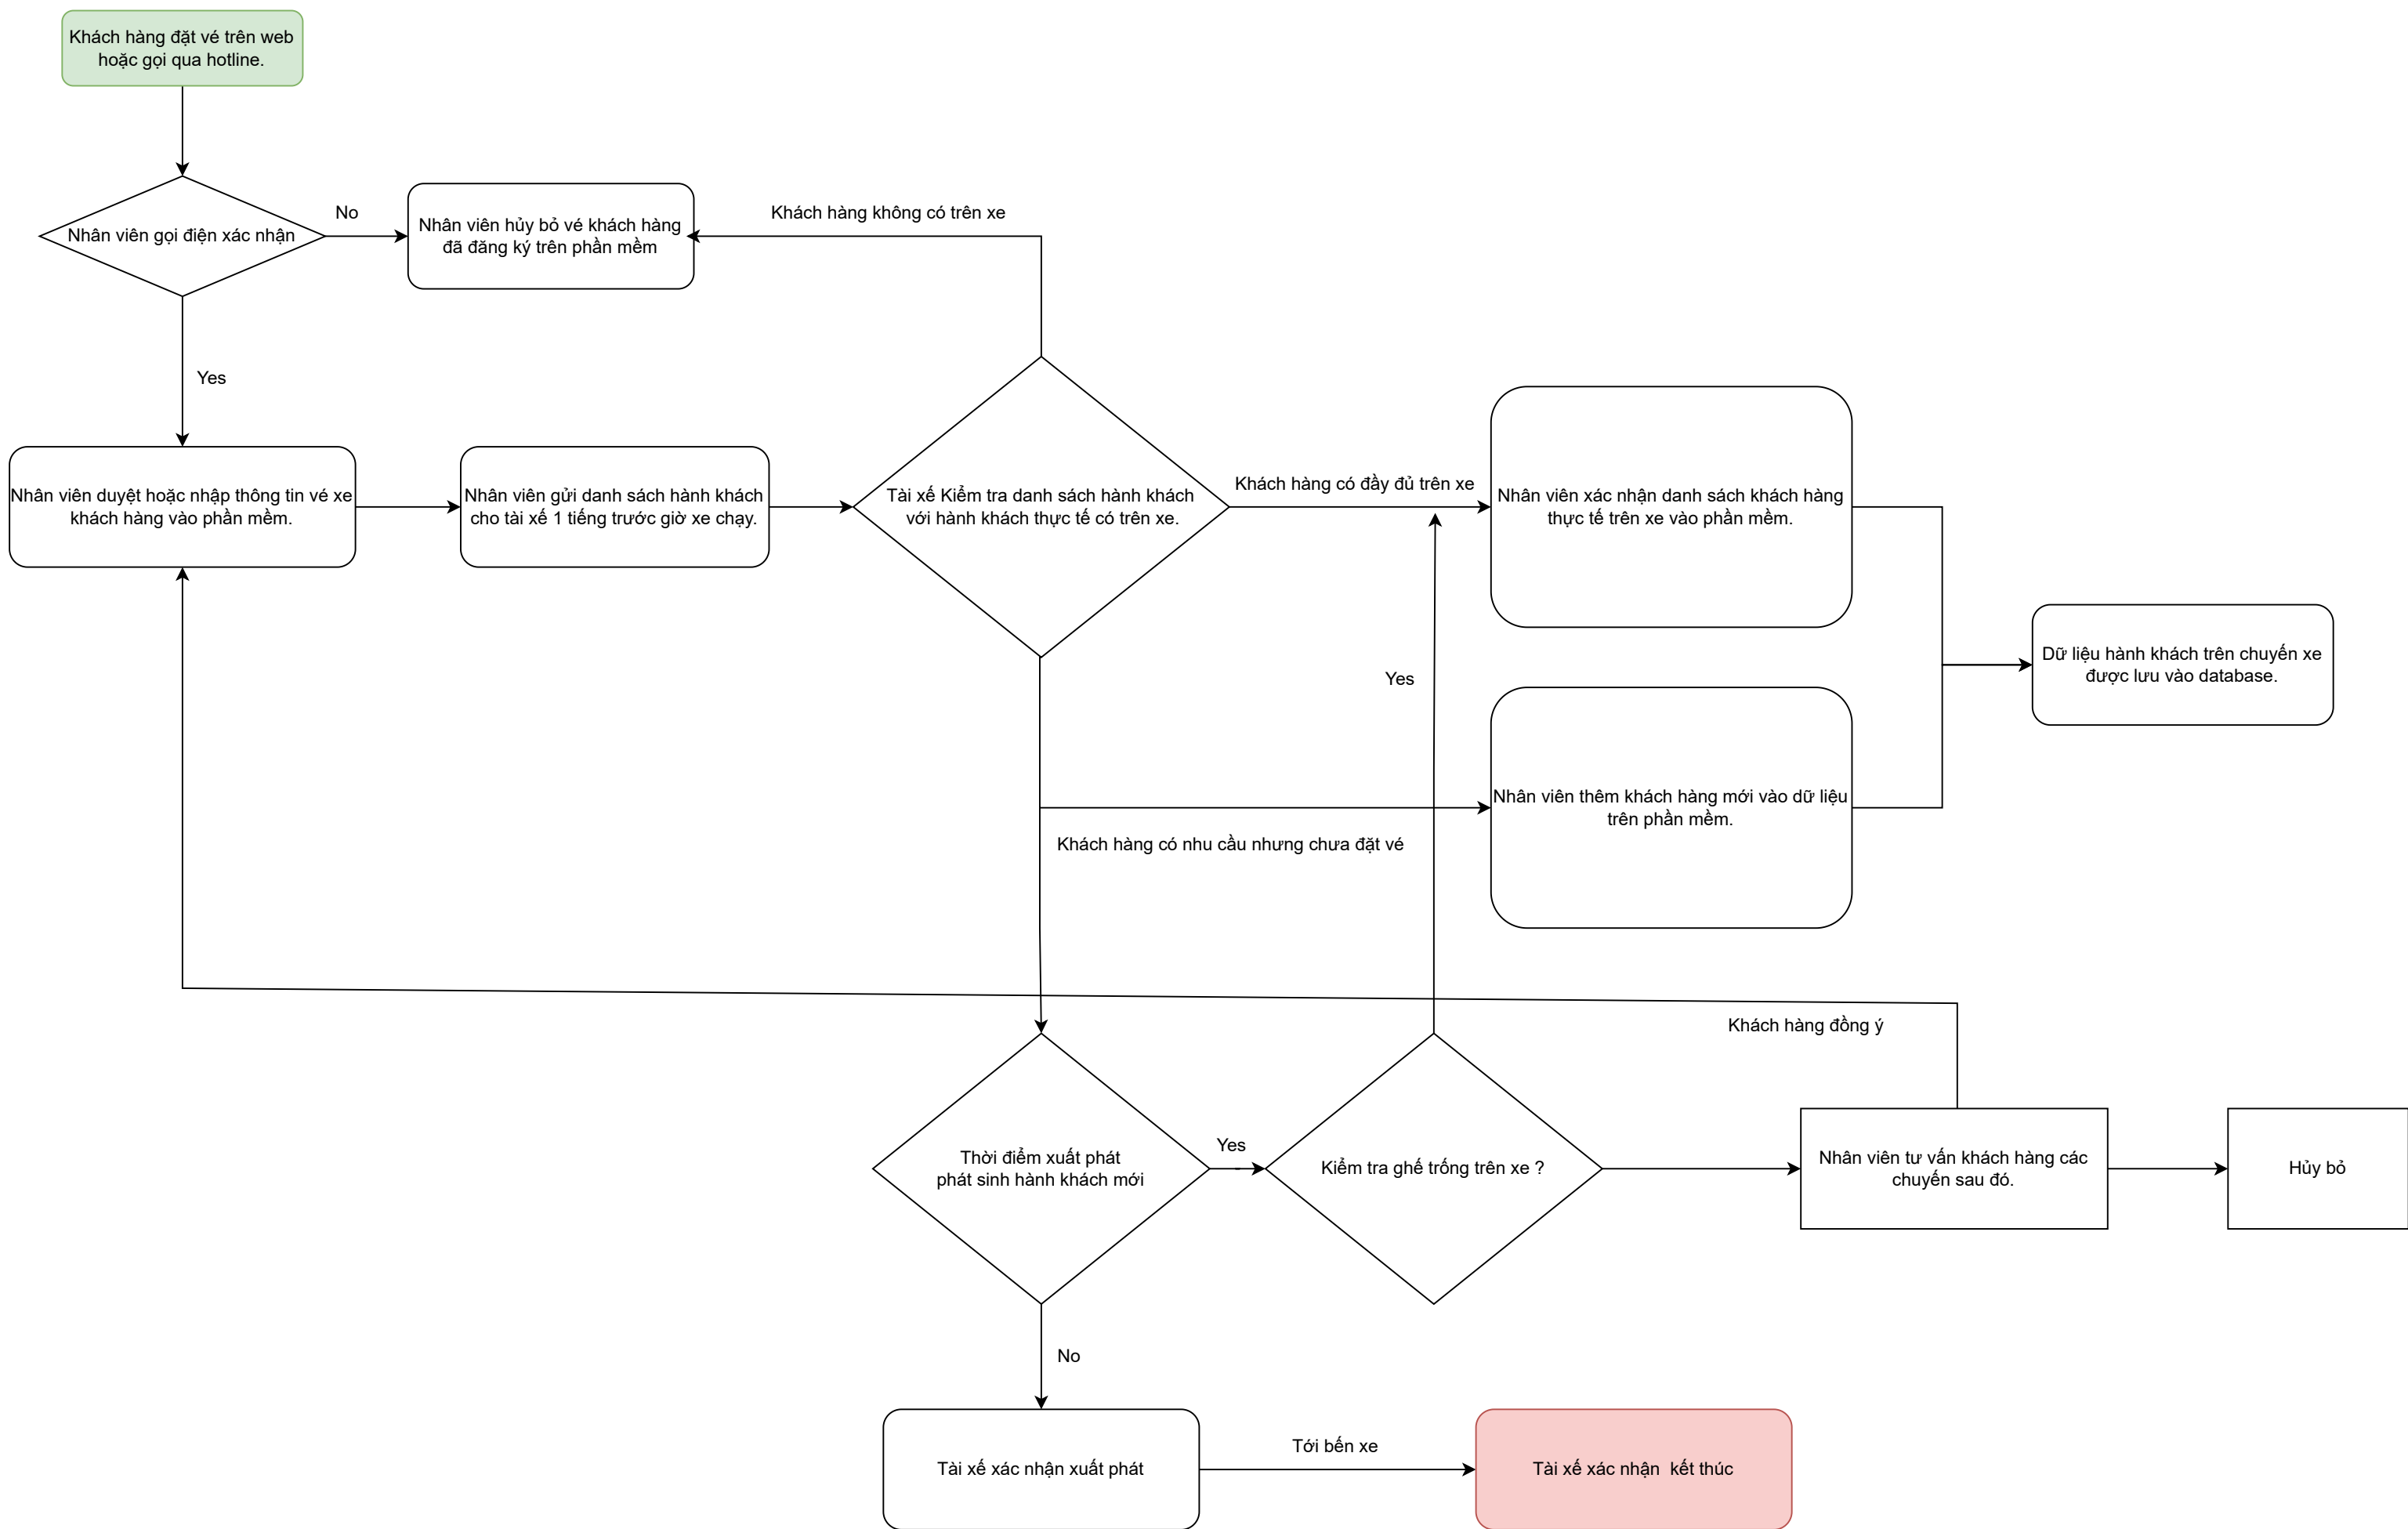 Khách hàng đặt vé trên web
hoặc gọi qua hotline.
Nhân viên gọi điện xác nhận
No
Nhân viên hủy bỏ vé khách hàng
đã đăng ký trên phần mềm
Khách hàng không có trên xe
Yes
Nhân viên duyệt hoặc nhập thông tin vé xe
khách hàng vào phần mềm.
Nhân viên gửi danh sách hành khách
cho tài xế 1 tiếng trước giờ xe chạy.
Tài xế Kiểm tra danh sách hành khách
với hành khách thực tế có trên xe.
Khách hàng có đầy đủ trên xe
Nhân viên xác nhận danh sách khách hàng
thực tế trên xe vào phần mềm.
Dữ liệu hành khách trên chuyến xe
được lưu vào database.
Yes
Nhân viên thêm khách hàng mới vào dữ liệu
trên phần mềm.
Khách hàng có nhu cầu nhưng chưa đặt vé
Khách hàng đồng ý
Thời điểm xuất phát
phát sinh hành khách mới
Yes
Kiểm tra ghế trống trên xe ?
Nhân viên tư vấn khách hàng các
chuyến sau đó.
Hủy bỏ
No
Tài xế xác nhận xuất phát
Tới bến xe
Tài xế xác nhận  kết thúc